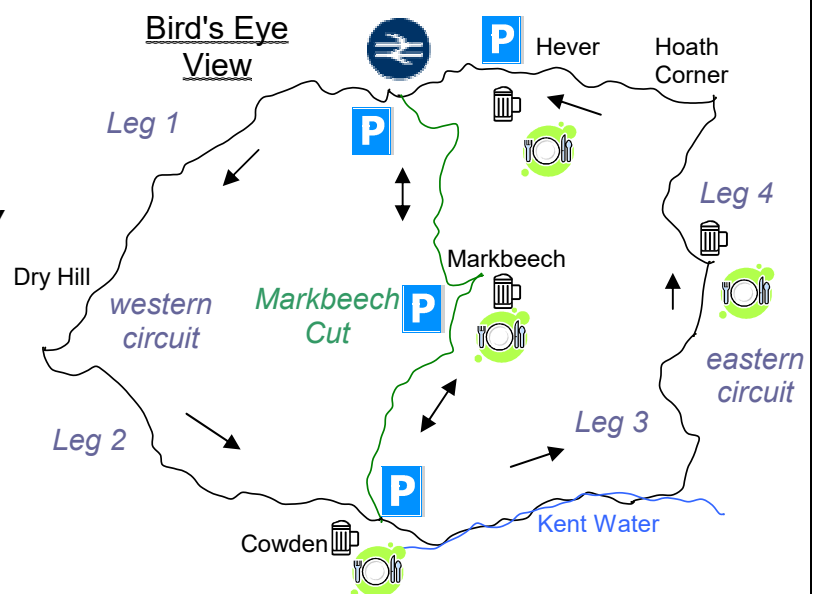 Bird's Eye
View
P
Hever
Hoath
Corner
Leg 1
P
Leg 4
Dry Hill
Markbeech
western
circuit
Markbeech
Cut
P
eastern
circuit
Leg 2
Leg 3
P
Kent Water
Cowden